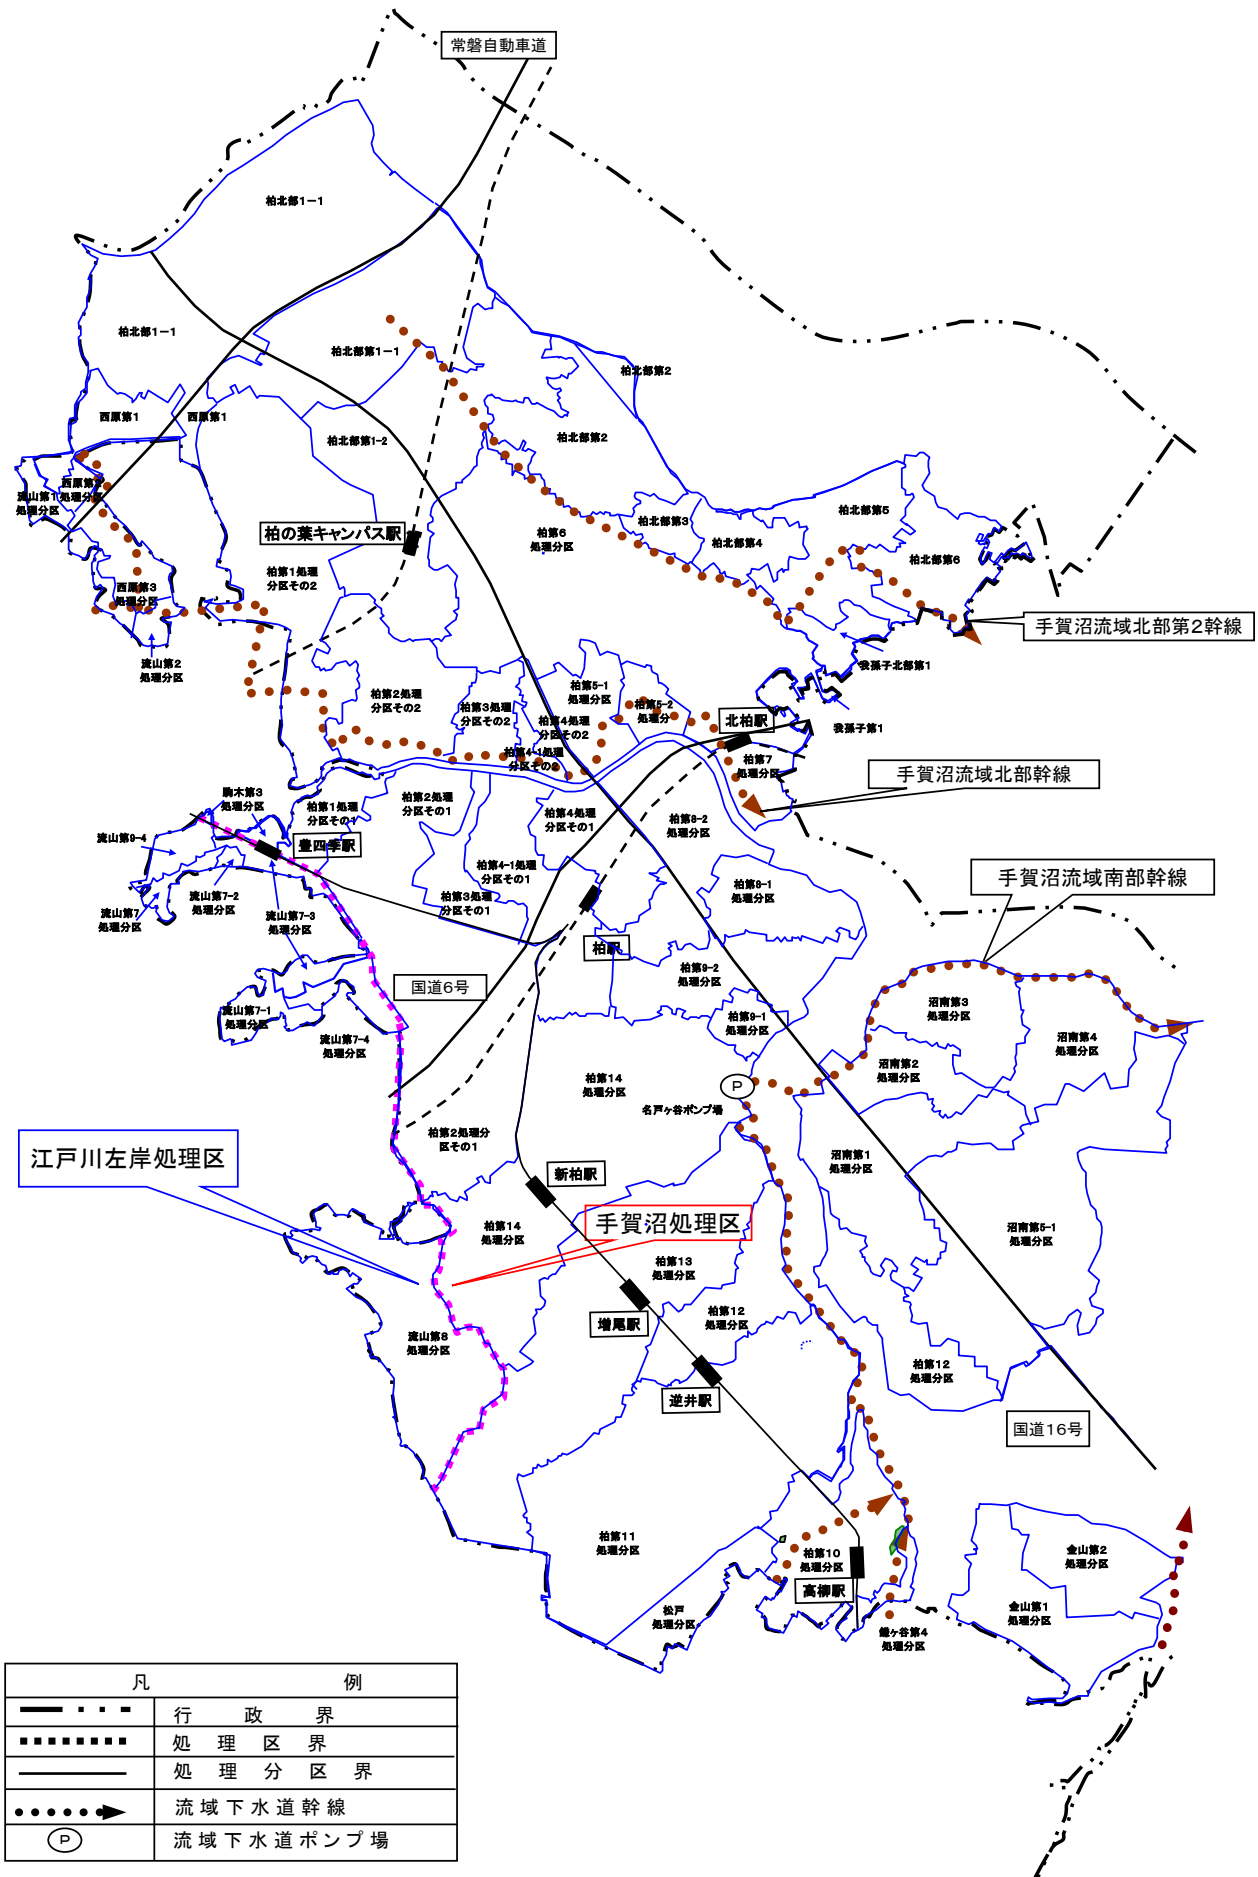 常磐自動車道
柏北部1−1
柏北部1−1
柏北部第1−1
柏北部第2
西原第1
西原第1
柏北部第1-2
柏北部第2
西原第2
処理分区
流山第1
処理分区
柏北部第3
柏北部第4
柏北部第5
柏北部第6
柏の葉キャンパス駅
柏第6
処理分区
柏第1処理
分区その2
西原第3
処理分区
手賀沼流域北部第2幹線
流山第2
処理分区
我孫子北部第1
柏第2処理
分区その2
柏第3処理
分区その2
柏第5-1
処理分区
柏第5-2
処理分
柏第4処理
分区その2
北柏駅
我孫子第1
柏第4-1処理
分区その2
柏第7
処理分区
手賀沼流域北部幹線
駒木第3
処理分区
柏第1処理
分区その1
柏第2処理
分区その1
柏第4処理
分区その1
柏第8-2
処理分区
流山第9-4
豊四季駅
柏第4-1処理
分区その1
手賀沼流域南部幹線
流山第7-2
処理分区
柏第3処理
分区その1
柏第8-1
処理分区
流山第7
処理分区
流山第7-3
処理分区
柏駅
国道6号
柏第9-2
処理分区
流山第7-1
処理分区
柏第9-1
処理分区
沼南第3
処理分区
流山第7-4
処理分区
沼南第4
処理分区
沼南第2
処理分区
柏第14
処理分区
P
名戸ヶ谷ポンプ場
江戸川左岸処理区
柏第2処理分
区その1
沼南第1
処理分区
新柏駅
手賀沼処理区
柏第14
処理分区
沼南第5-1
処理分区
柏第13
処理分区
増尾駅
柏第12
処理分区
流山第8
処理分区
柏第12
処理分区
逆井駅
国道16号
柏第11
処理分区
柏第10
処理分区
金山第2
処理分区
高柳駅
松戸
処理分区
金山第1
処理分区
鎌ヶ谷第4
処理分区
凡 例
行 政 界
処 理 区 界
処 理 分 区 界
流域下水道幹線
P 流域下水道ポンプ場